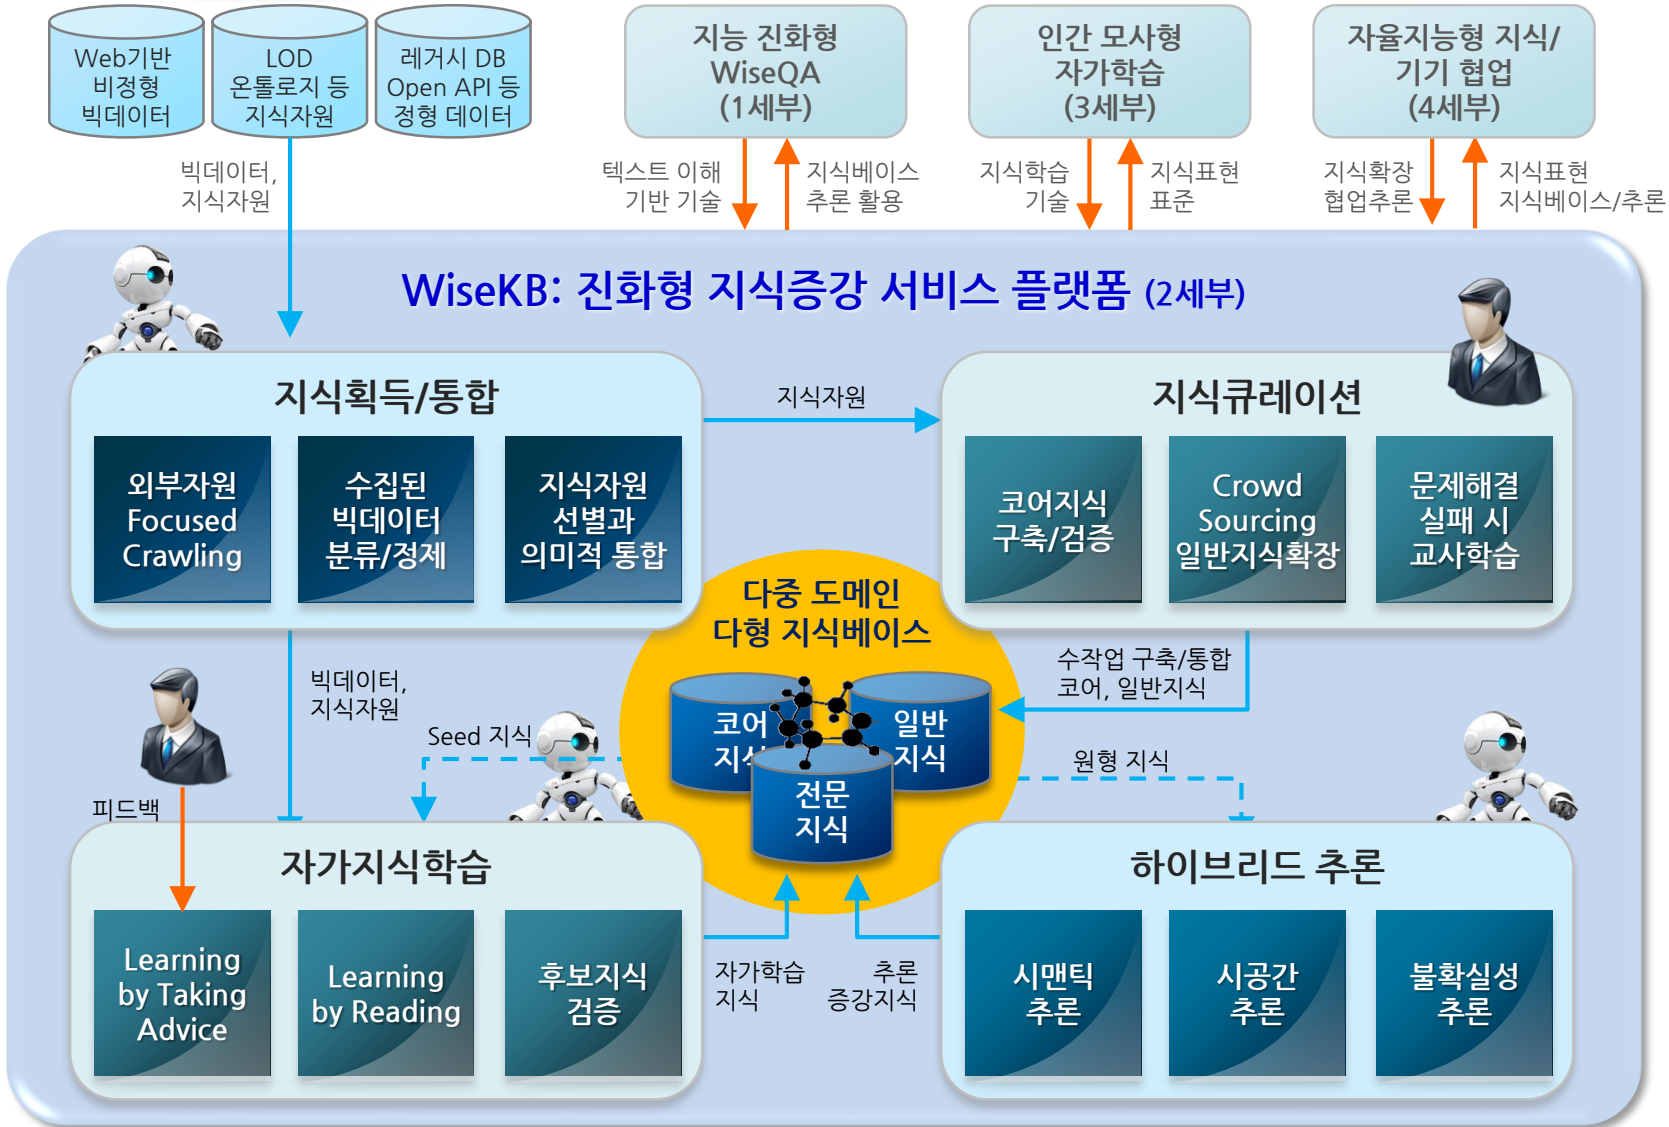 Web기반
비정형
빅데이터
LOD
온톨로지 등
지식자원
레거시 DB
Open API 등
정형 데이터
지능 진화형
WiseQA
(1세부)
인간 모사형
자가학습
(3세부)
자율지능형 지식/
기기 협업
(4세부)
빅데이터,
지식자원
텍스트 이해
기반 기술
지식베이스
추론 활용
지식학습
기술
지식표현
표준
지식확장
협업추론
지식표현
지식베이스/추론
WiseKB: 진화형 지식증강 서비스 플랫폼 (2세부)
지식획득/통합
외부자원
Focused
Crawling
수집된
빅데이터
분류/정제
지식자원
선별과
의미적 통합
지식자원
지식큐레이션
코어지식
구축/검증
Crowd
Sourcing
일반지식확장
문제해결
실패 시
교사학습
다중 도메인
다형 지식베이스
코어
지식
일반
지식
전문
지식
빅데이터,
지식자원
Seed 지식
수작업 구축/통합
코어, 일반지식
원형 지식
피드백
자가지식학습
Learning
by Taking
Advice
Learning
by Reading
후보지식
검증
자가학습
지식
추론
증강지식
하이브리드 추론
시맨틱
추론
시공간
추론
불확실성
추론